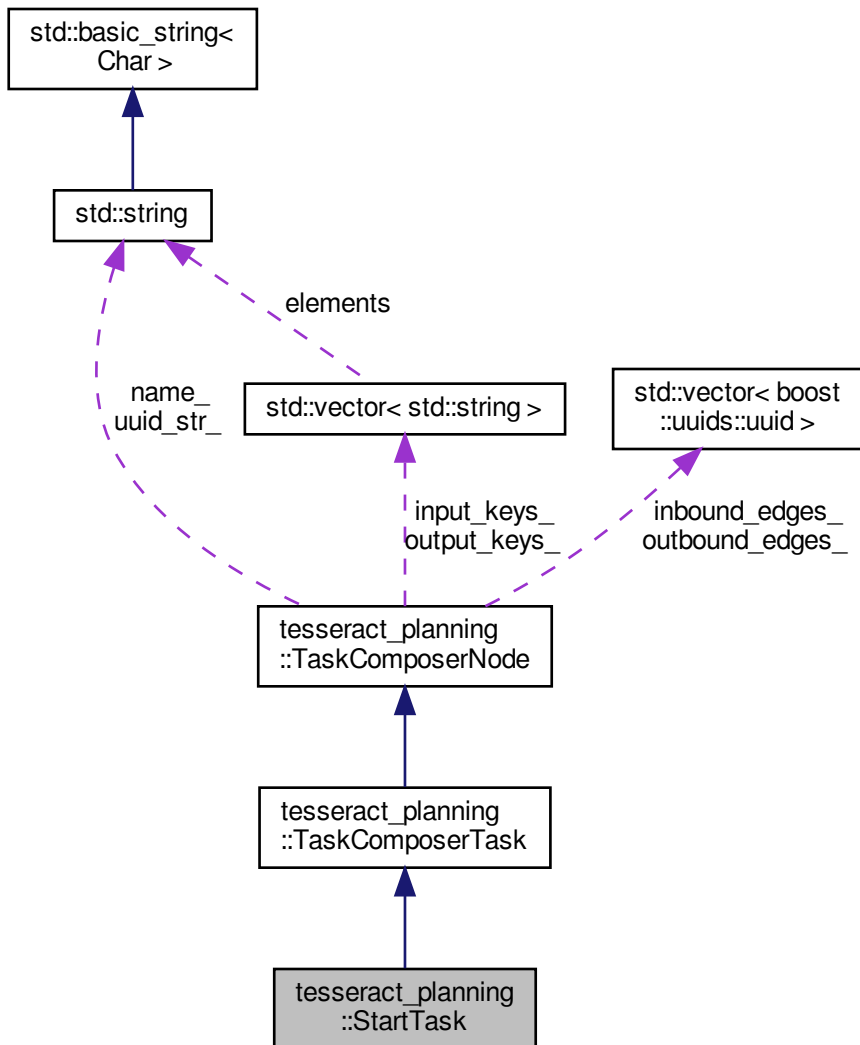 std::basic_string<
Char >
std::string
elements
name_
uuid_str_
std::vector< std::string >
std::vector< boost
::uuids::uuid >
input_keys_
output_keys_
inbound_edges_
outbound_edges_
tesseract_planning
::TaskComposerNode
tesseract_planning
::TaskComposerTask
tesseract_planning
::StartTask